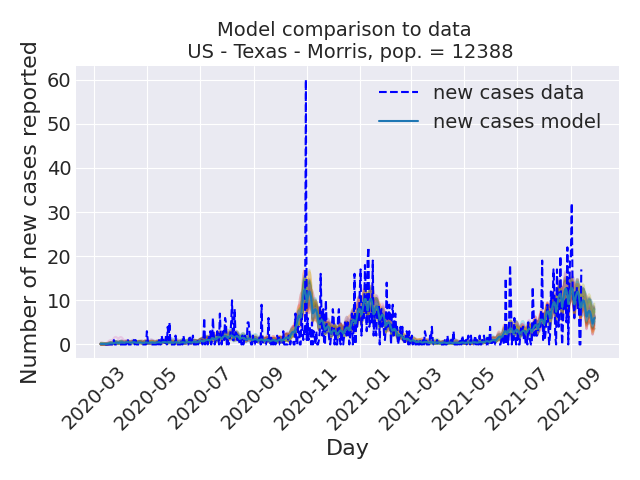 Model comparison to data
US - Texas - Morris, pop. = 12388
Number of new cases reported
60
50
40
30
20
10
0
new cases data
new cases model
2020-03
2020-05
2020-07
2020-09
2020-11
2021-01
2021-03
2021-05
2021-07
2021-09
Day